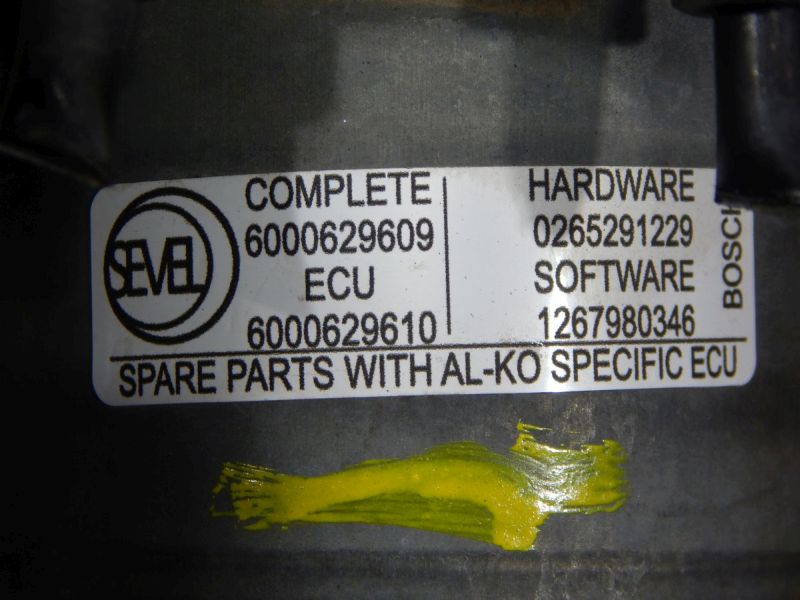 SEVEL
COMPLETE
6000629609
ECU
6000629610
HARDWARE
0265291229
SOFTWARE
1267980346
BOSCH
SPARE PARTS WITH AL-KO SPECIFIC ECU